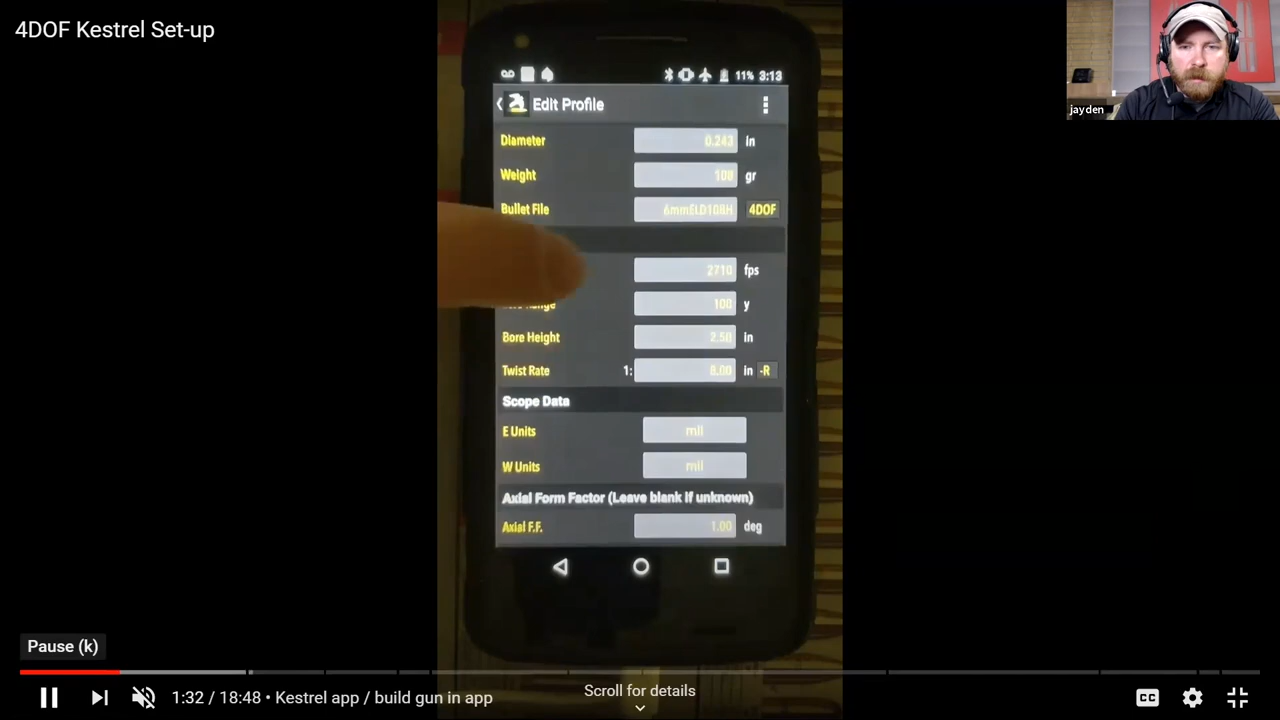 4DOF Kestrel Set-up
jayden
11% 3:13
Edit Profile
Diameter 0.243 in
Weight 108 gr
Bullet File 6mmELD108H 4DOF
2710 fps
Range 100 y
Bore Height 2.50 in
Twist Rate 1: 8.00 in -R
Scope Data
E Units mil
W Units mil
Axial Form Factor (Leave blank if unknown)
Axial F.F. 1.00 deg
Pause (k)
1:32 / 18:48 • Kestrel app / build gun in app
Scroll for details
CC